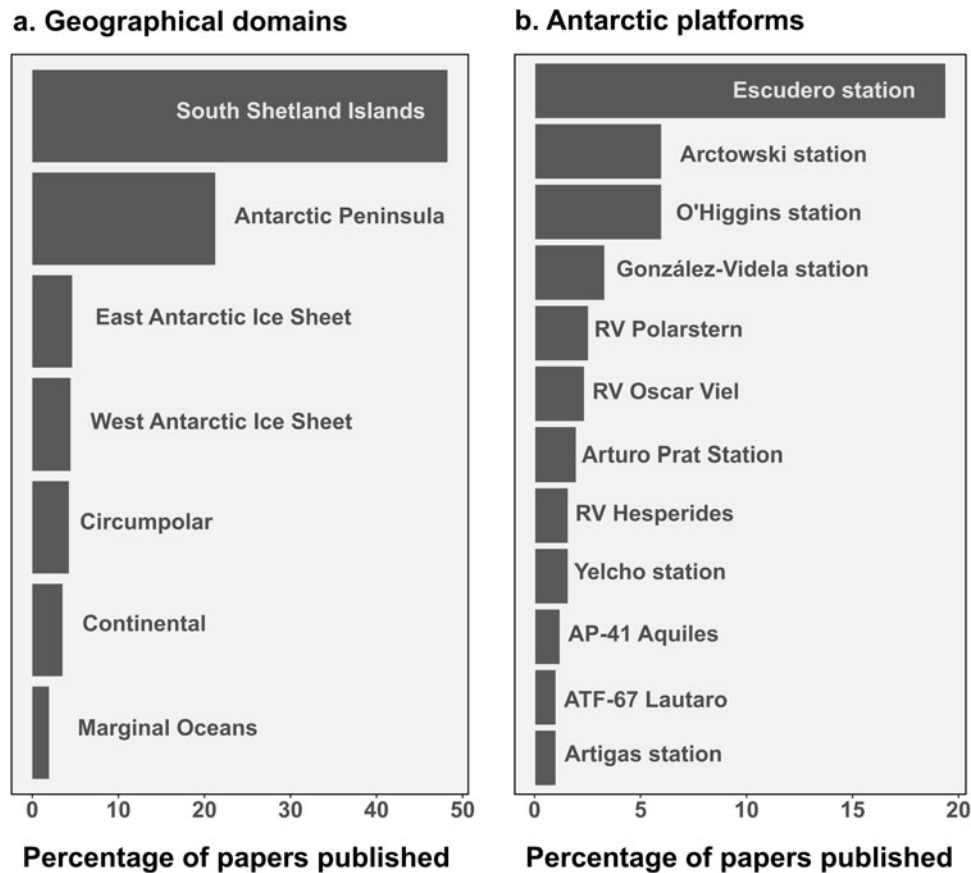 a. Geographical domains
South Shetland Islands
Antarctic Peninsula
East Antarctic Ice Sheet
West Antarctic Ice Sheet
Circumpolar
Continental
Marginal Oceans
0 10 20 30 40 50
Percentage of papers published
b. Antarctic platforms
Escudero station
Arctowski station
O'Higgins station
González-Videla station
RV Polarstern
RV Oscar Viel
Arturo Prat Station
RV Hesperides
Yelcho station
AP-41 Aquiles
ATF-67 Lautaro
Artigas station
0 5 10 15 20
Percentage of papers published